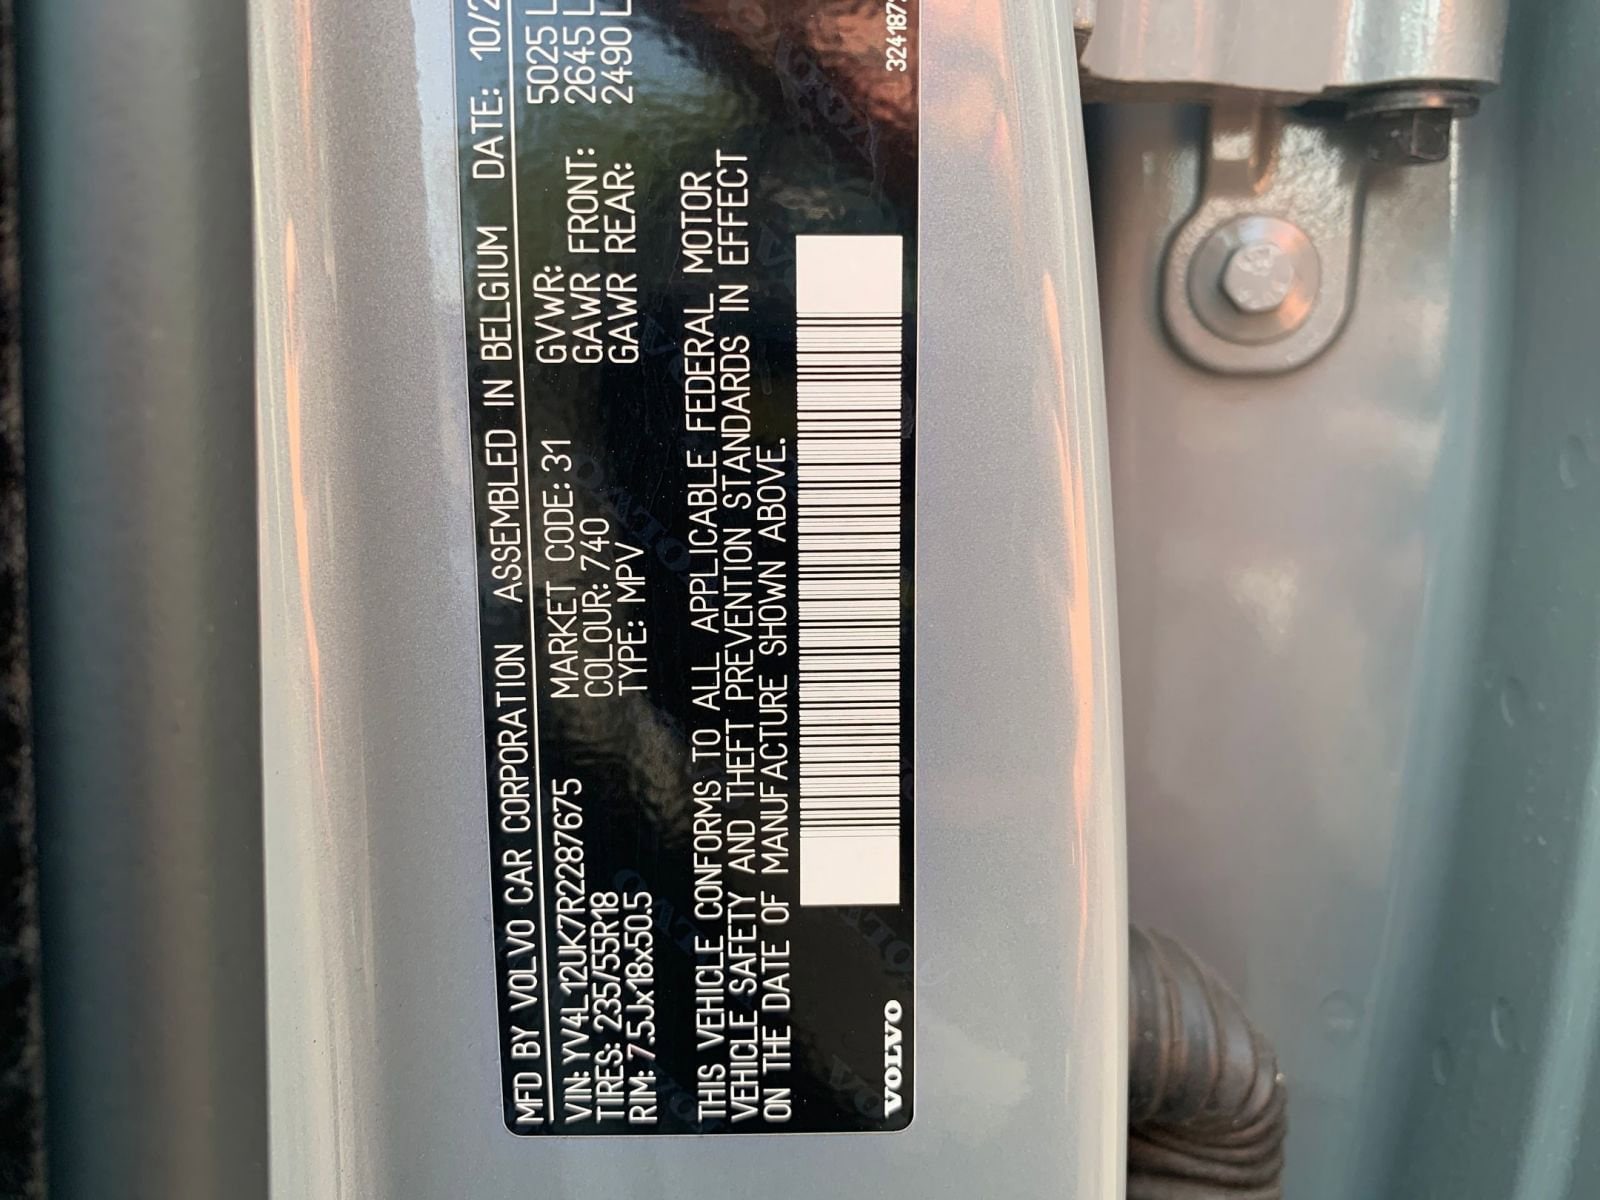 MFD BY VOLVO CAR CORPORATION ASSEMBLED IN BELGIUM DATE: 10/2
VIN: YV4L12UK7R2287675 MARKET CODE: 31 GVWR: 5025 L
TIRES: 235/55R18 COLOUR: 740 GAWR FRONT: 2645 L
RIM: 7.5Jx18x50.5 TYPE: MPV GAWR REAR: 2490 L
THIS VEHICLE CONFORMS TO ALL APPLICABLE FEDERAL MOTOR
VEHICLE SAFETY AND THEFT PREVENTION STANDARDS IN EFFECT
ON THE DATE OF MANUFACTURE SHOWN ABOVE.
VOLVO 324187